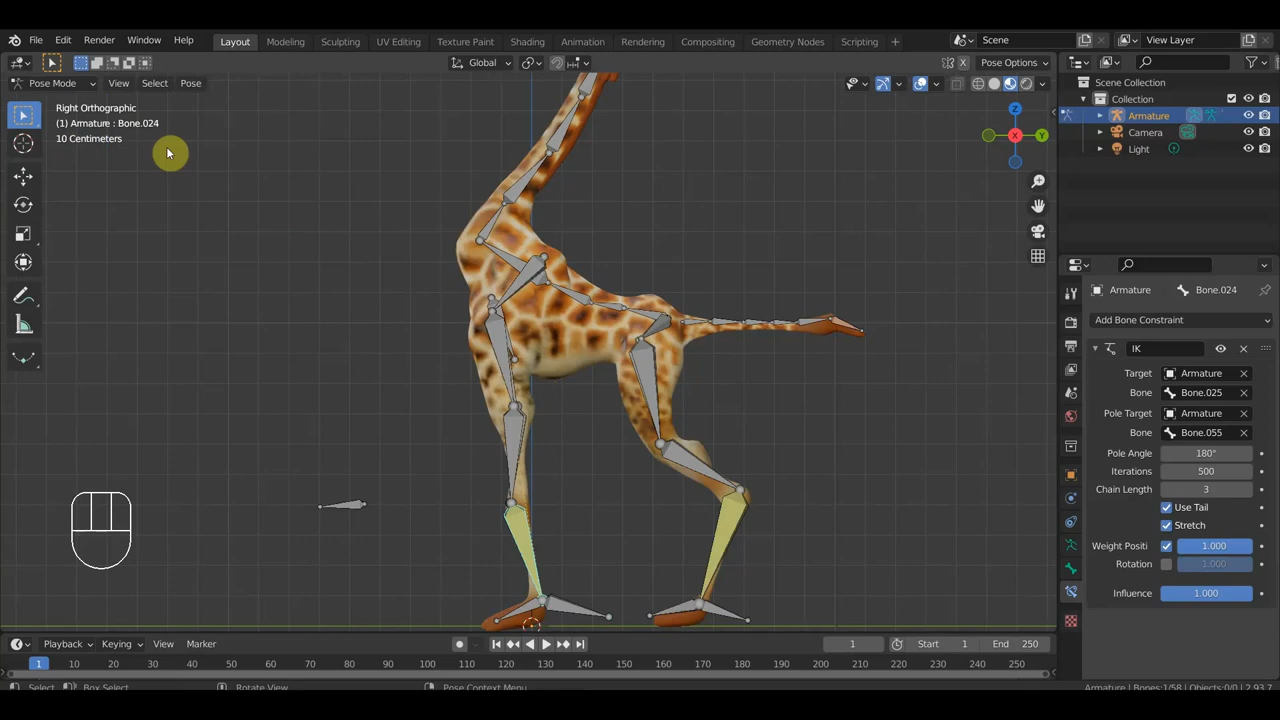 File Edit Render Window Help Layout Modeling Sculpting UV Editing Texture Paint Shading Animation Rendering Compositing Geometry Nodes Scripting + Scene View Layer
Global Pose Options
Pose Mode View Select Pose
Scene Collection
Right Orthographic
Collection
(1) Armature : Bone.024
Armature
10 Centimeters
Camera
Light
Z
X
Y
Armature Bone.024
Add Bone Constraint
IK
Target Armature
Bone Bone.025
Pole Target Armature
Bone Bone.055
Pole Angle 180°
Iterations 500
Chain Length 3
Use Tail
Stretch
Weight Positi 1.000
Rotation 1.000
Influence 1.000
Playback Keying View Marker 1 Start 1 End 250
1 10 20 30 40 50 60 70 80 90 100 110 120 130 140 150 160 170 180 190 200 210 220 230 240 250
Select Box Select Rotate View Pose Context Menu Armature | Bones:1/58 | Objects:0/0 | 2.93.7